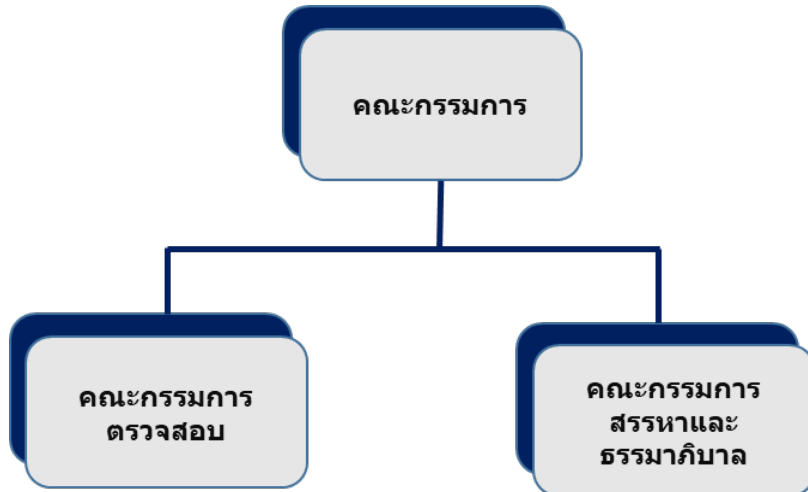 คณะกรรมการ
คณะกรรมการ
ตรวจสอบ
คณะกรรมการ
สรรหาและ
ธรรมาภิบาล